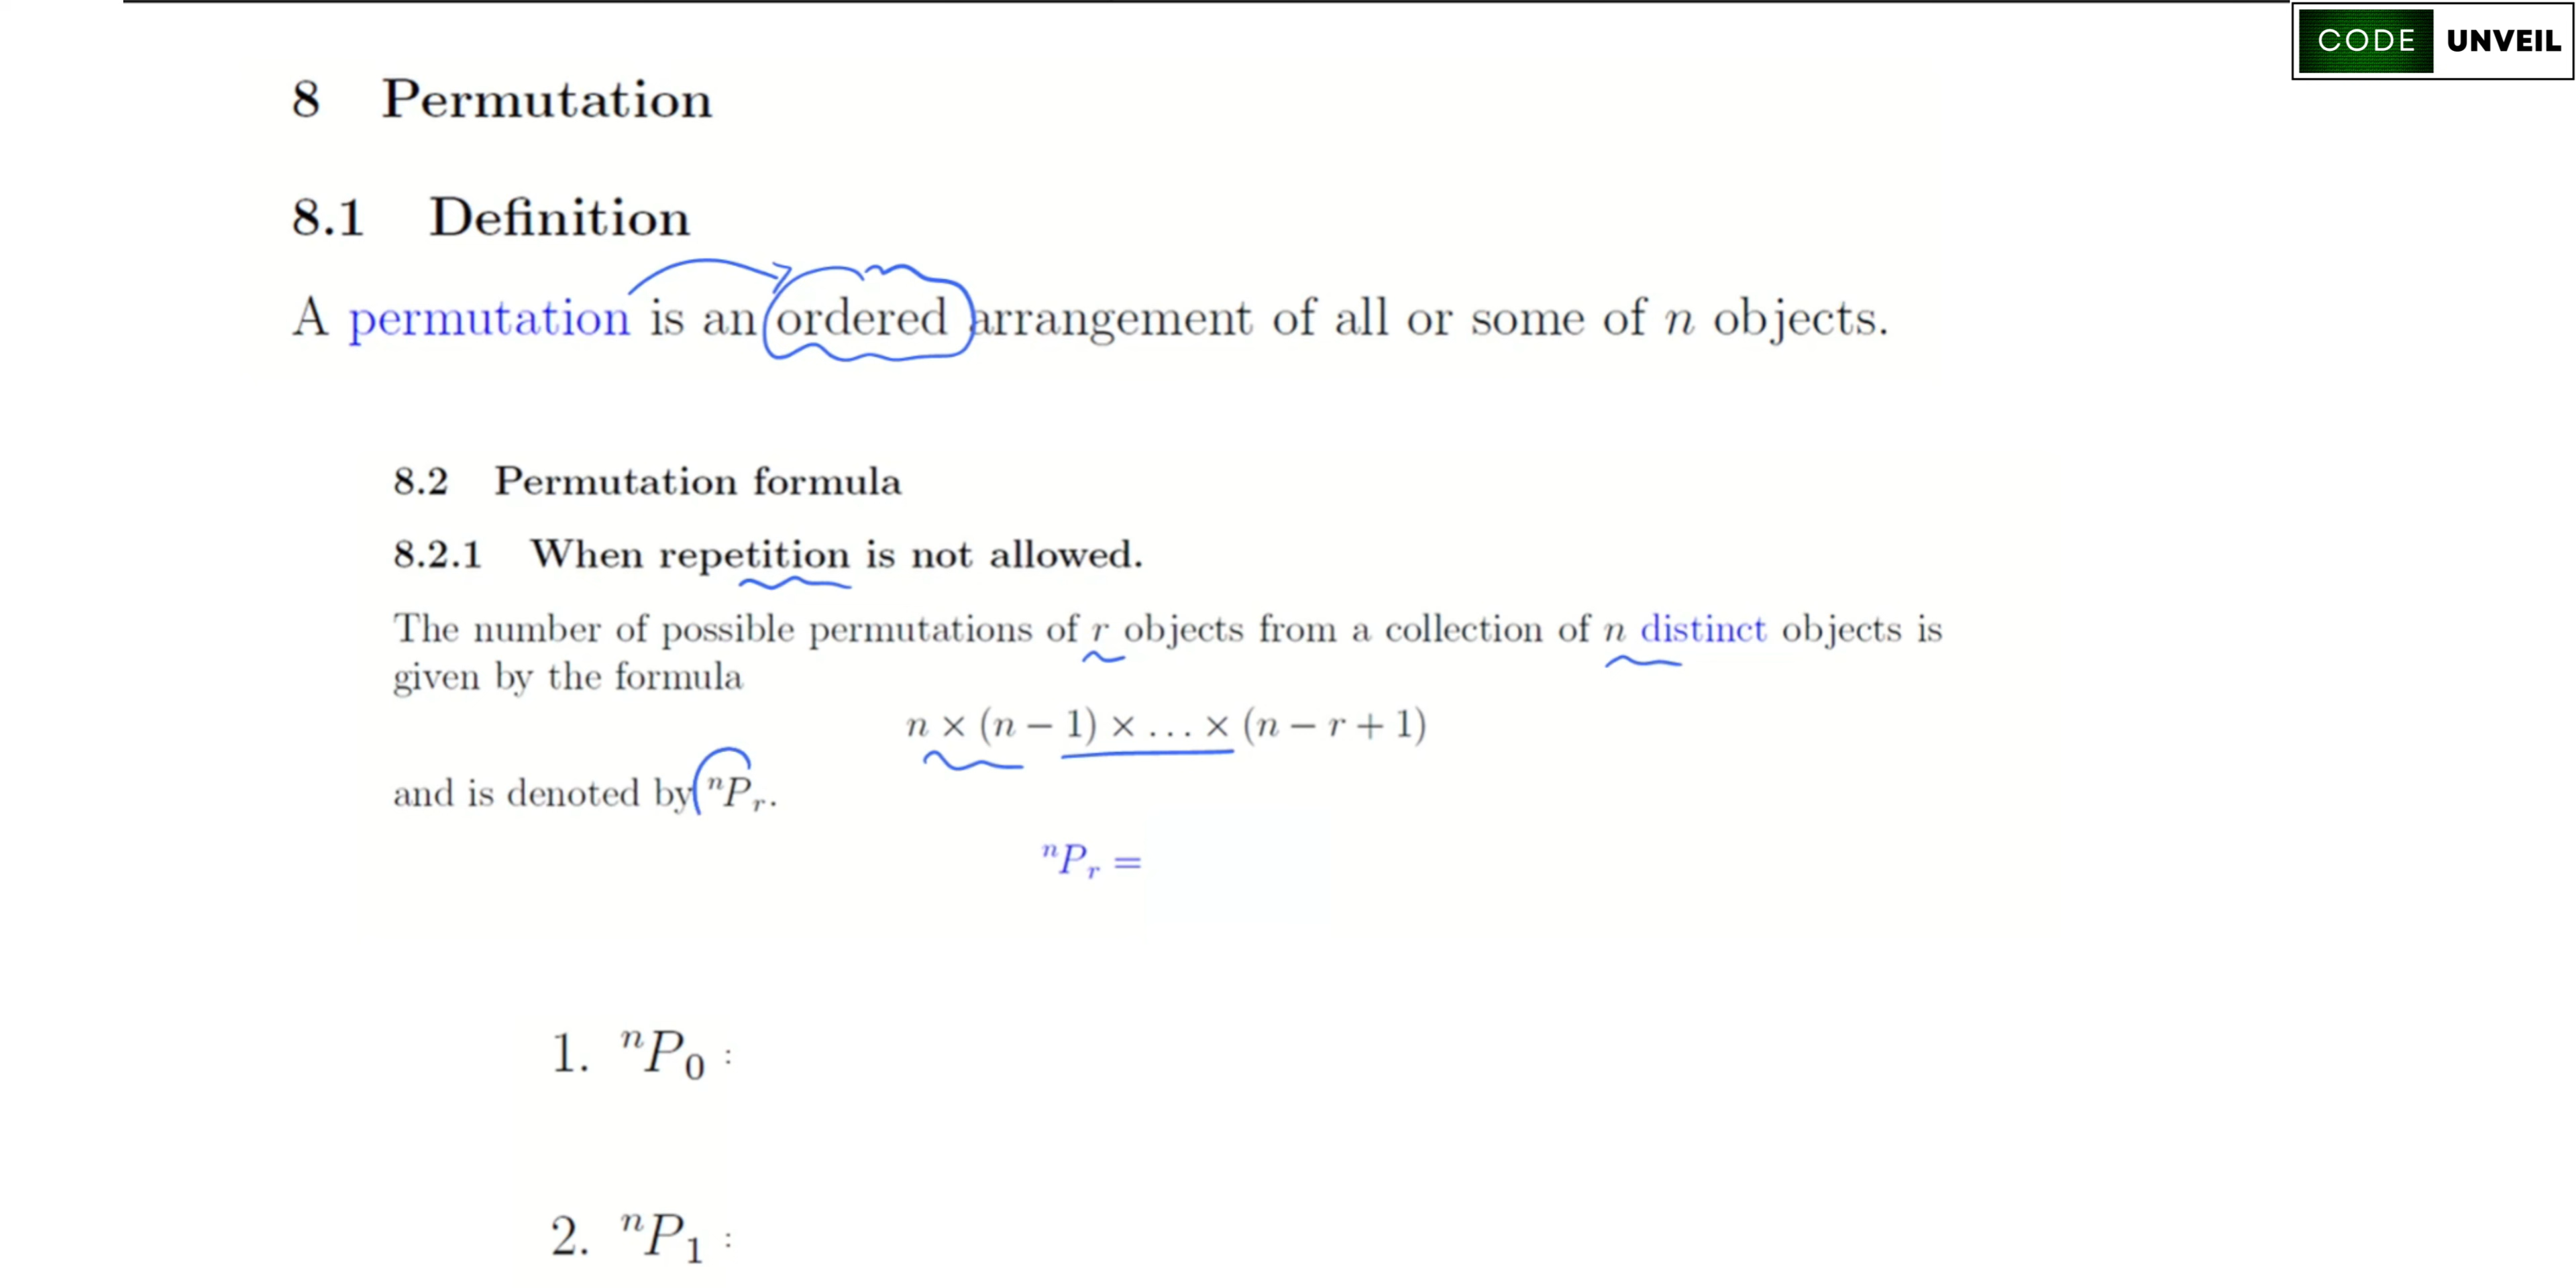 CODE UNVEIL
8 Permutation
8.1 Definition
A permutation is an ordered arrangement of all or some of n objects.
8.2 Permutation formula
8.2.1 When repetition is not allowed.
The number of possible permutations of r objects from a collection of n distinct objects is
given by the formula
n × (n − 1) × . . . × (n − r + 1)
and is denoted by ⁿPᵣ.
ⁿPᵣ =
1. ⁿP₀ :
2. ⁿP₁ :